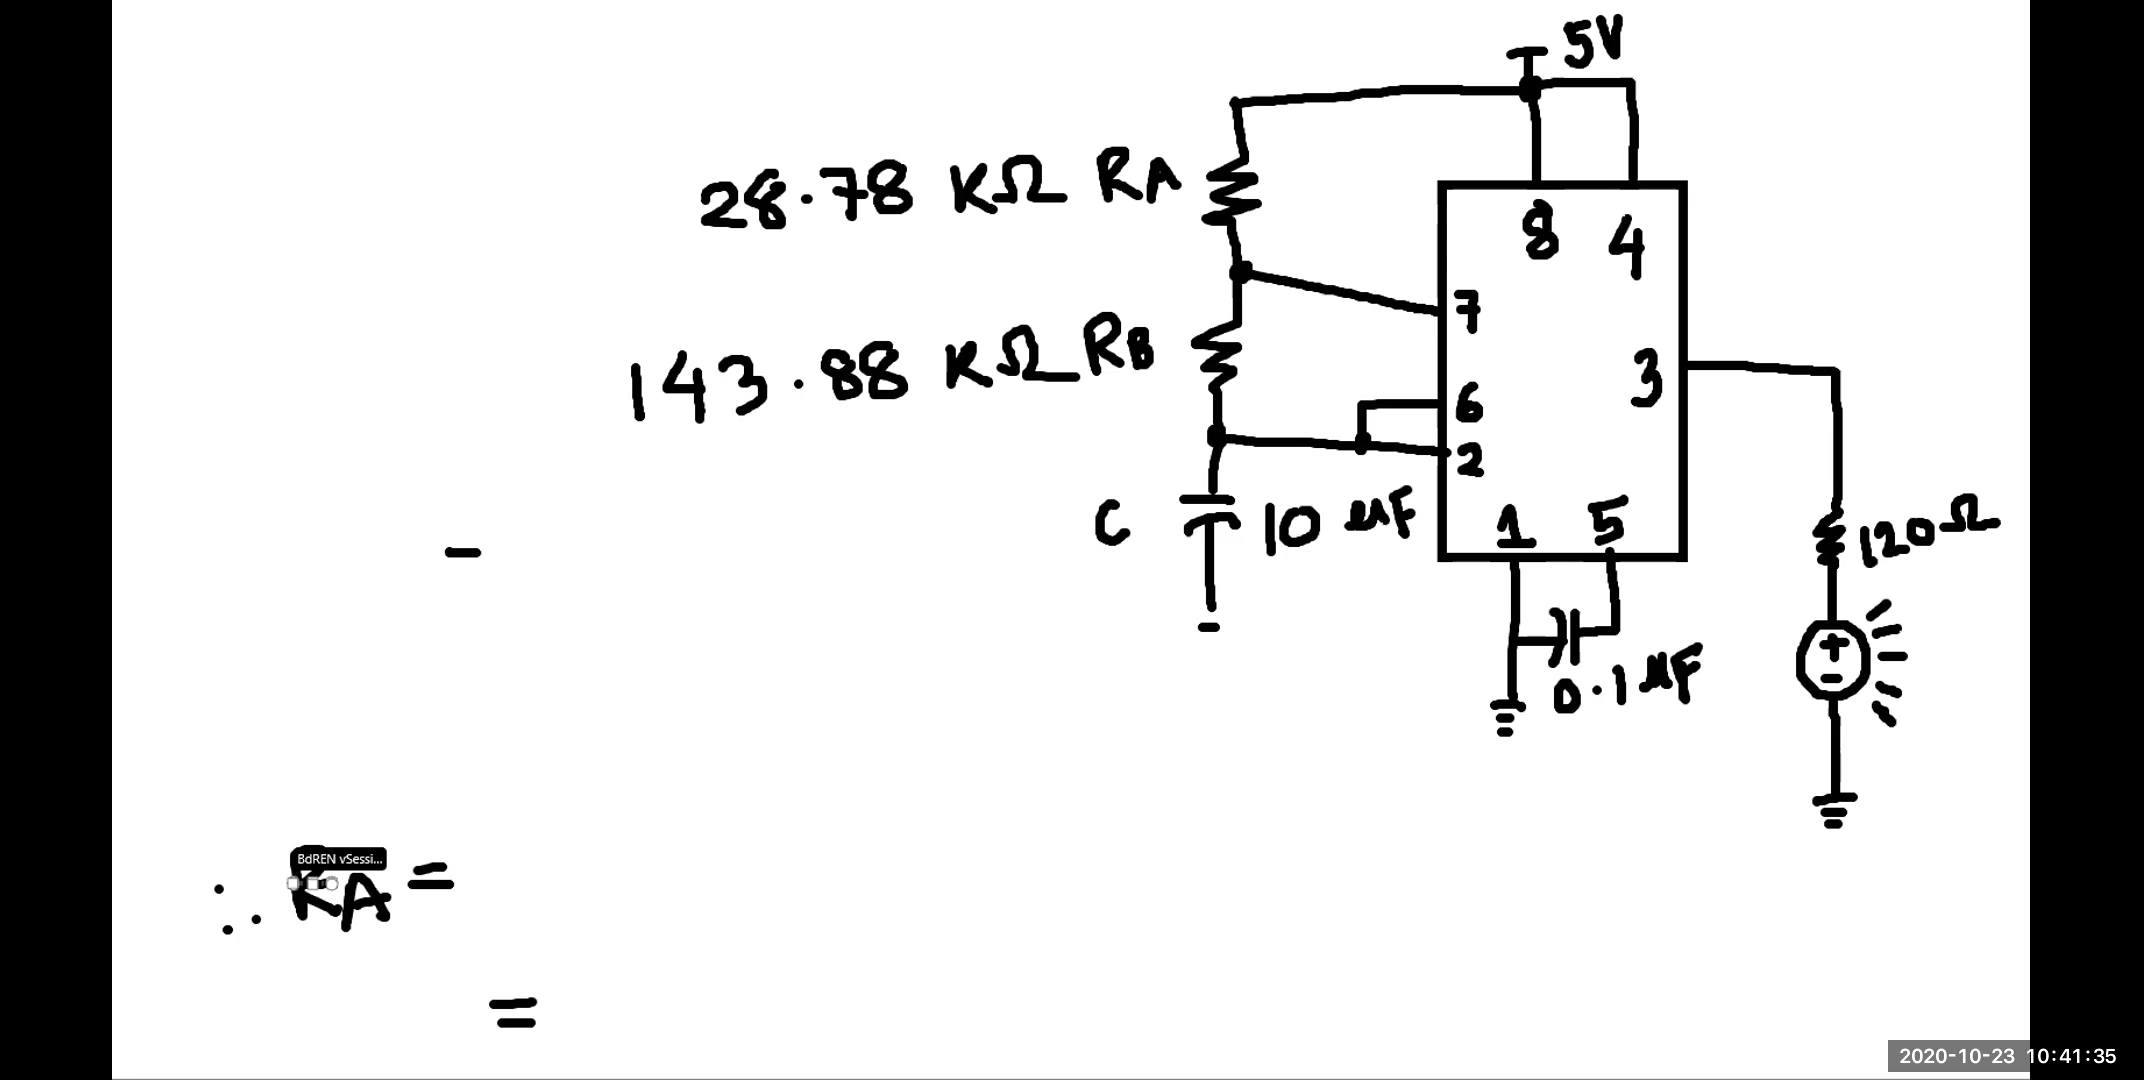 5V
28.78 KΩ RA
8 4
7
143.88 KΩ RB
3
6
2
C 10 µF
1 5
120Ω
0.1 µF
+
-
BdREN vSessi...
∴ RA =
=
2020-10-23 10:41:35